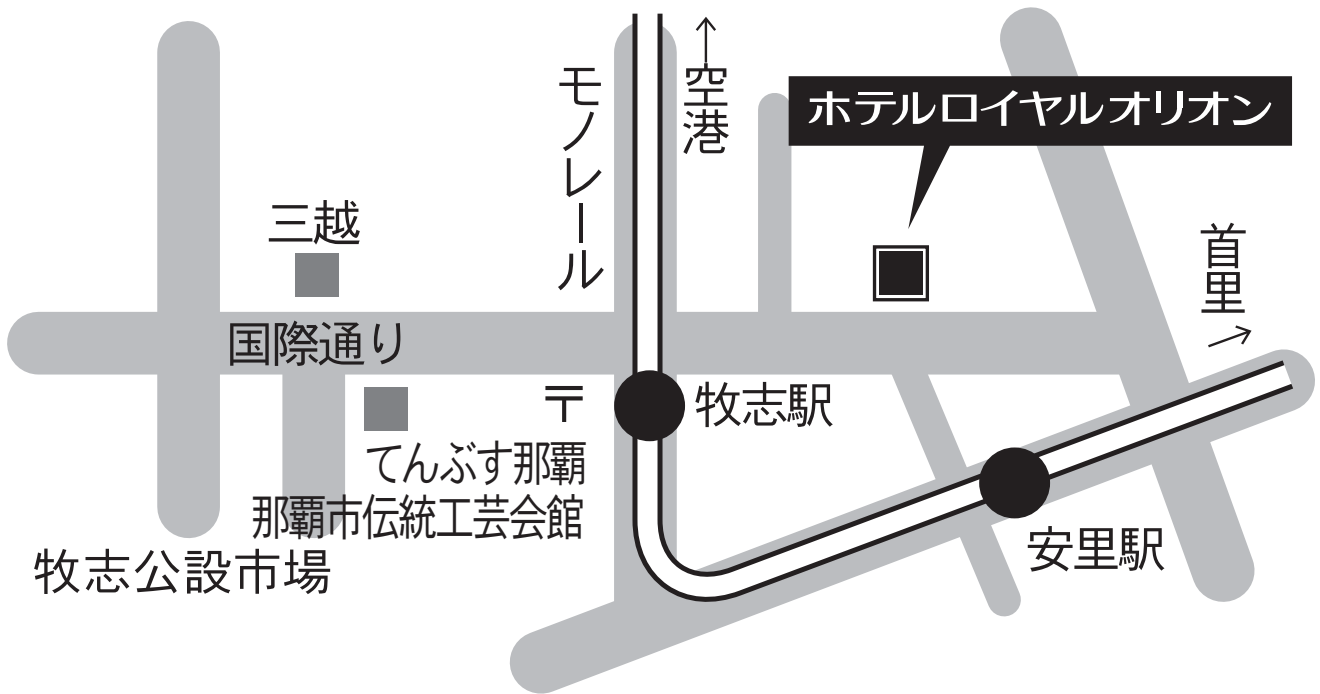 ↑
空港
モノレール
ホテルロイヤルオリオン
三越
首里
→
国際通り
〒
牧志駅
てんぶす那覇
那覇市伝統工芸会館
安里駅
牧志公設市場